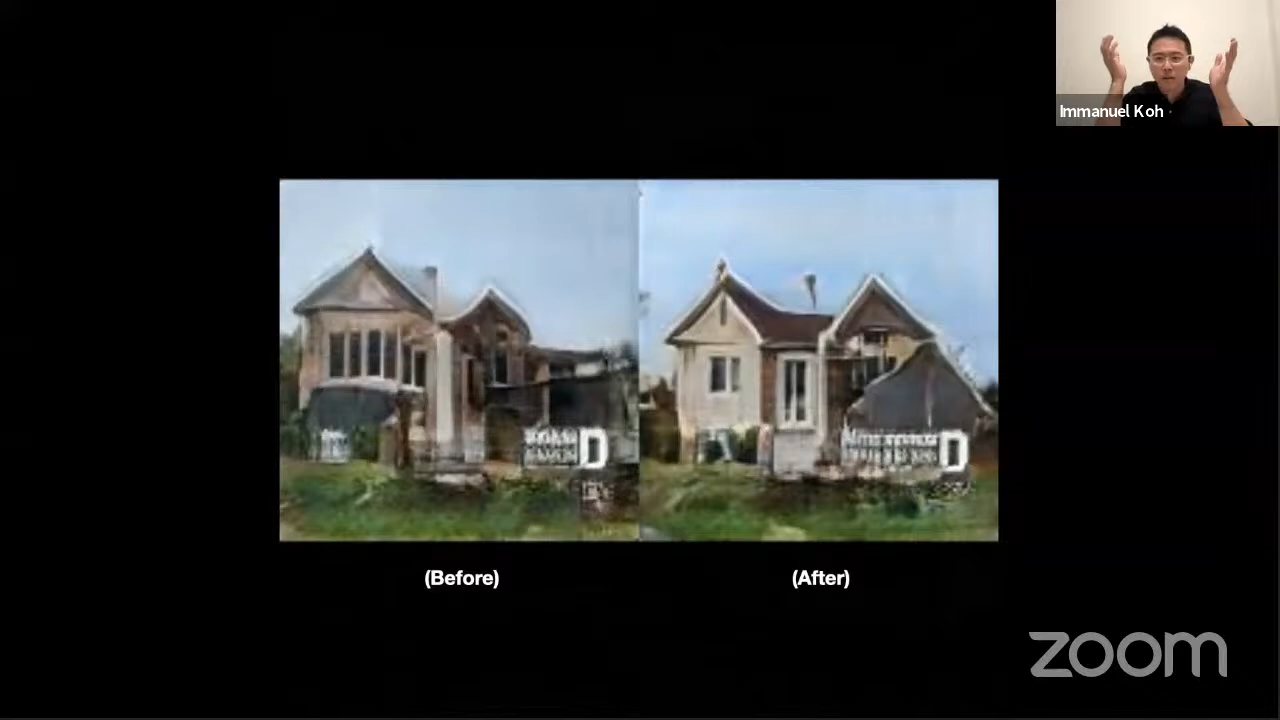 Immanuel Koh
D
D
(Before)
(After)
zoom